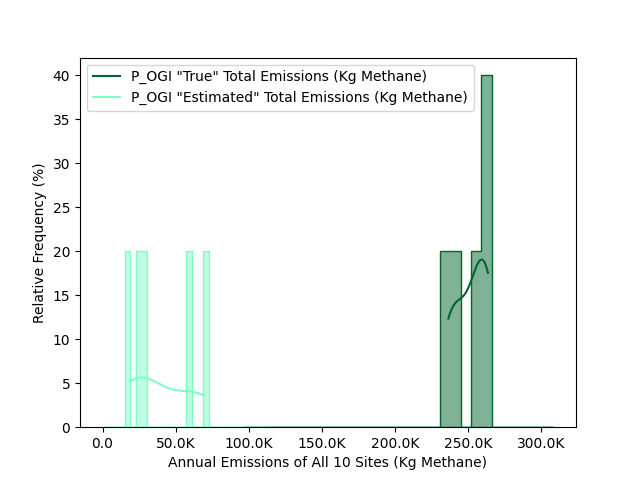 P_OGI "True" Total Emissions (Kg Methane)
P_OGI "Estimated" Total Emissions (Kg Methane)
Relative Frequency (%)
40
35
30
25
20
15
10
5
0
0.0 50.0K 100.0K 150.0K 200.0K 250.0K 300.0K
Annual Emissions of All 10 Sites (Kg Methane)